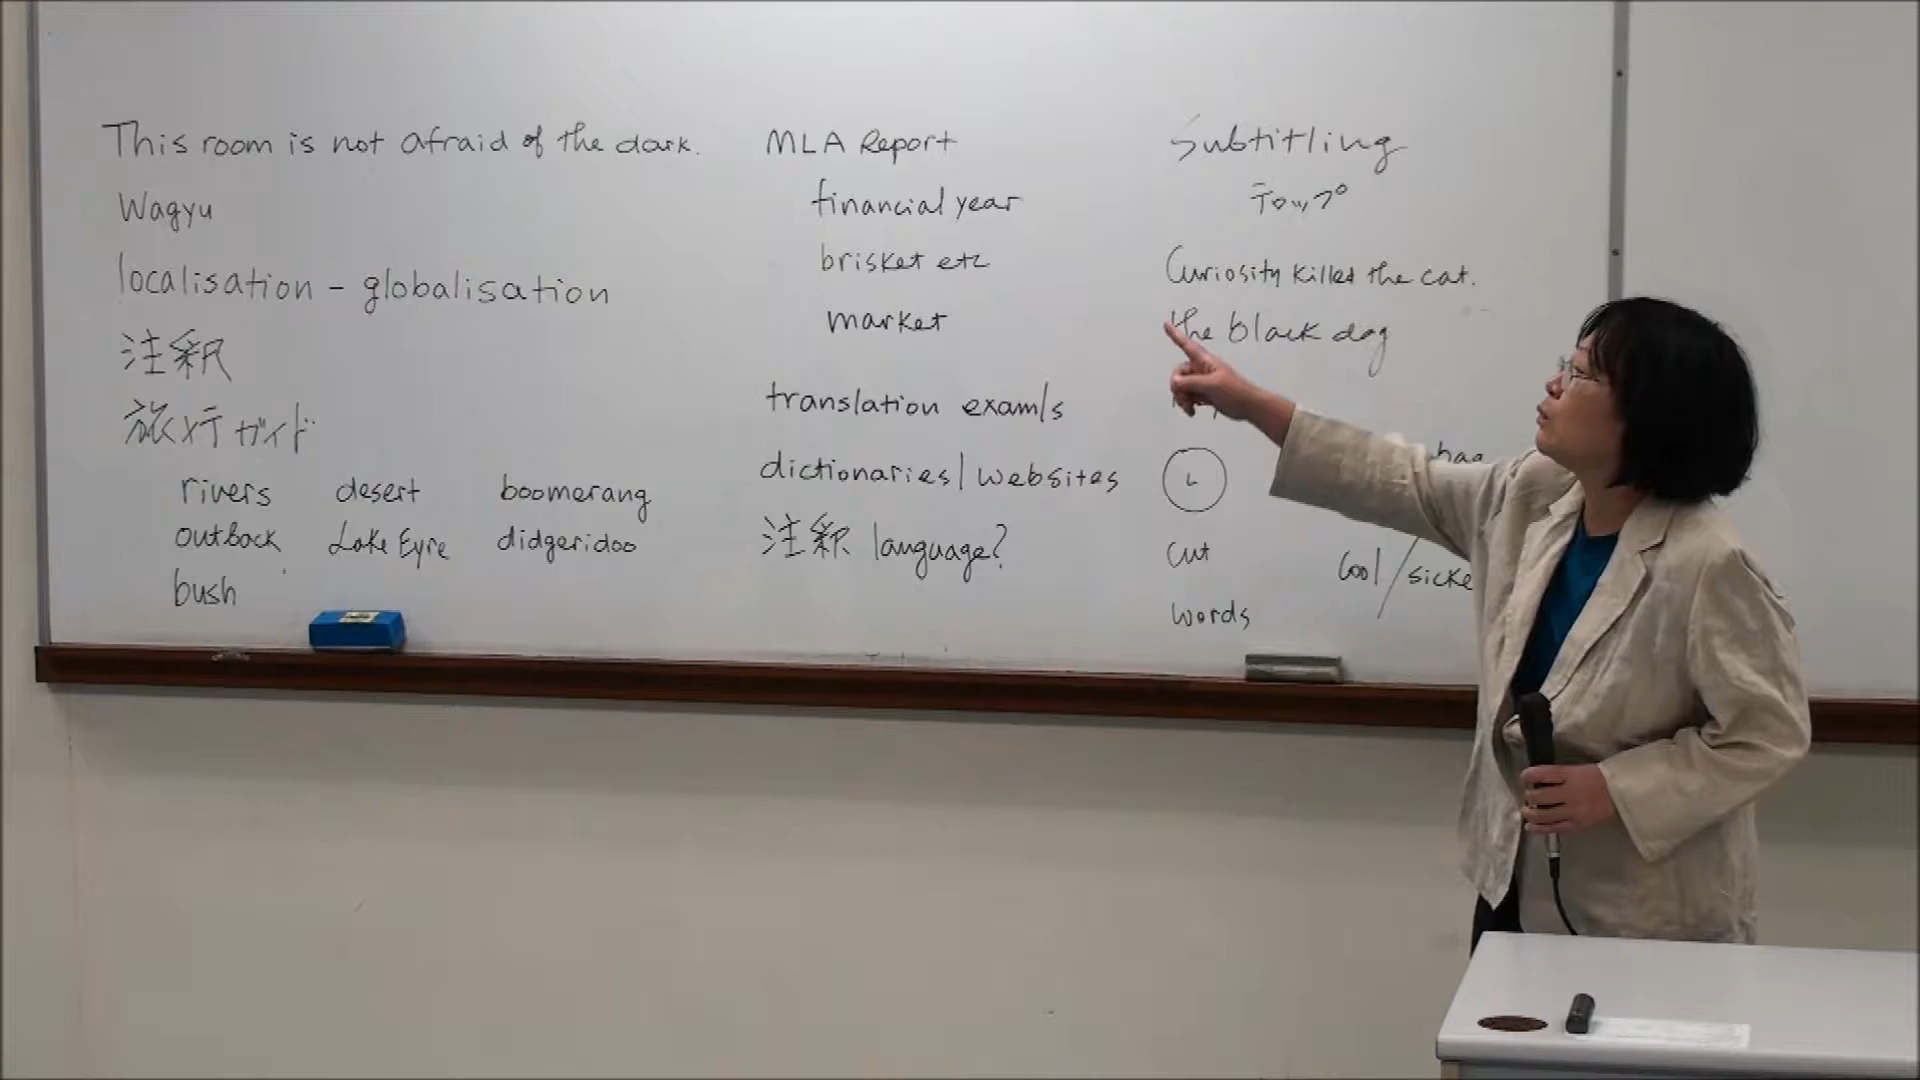 This room is not afraid of the dark.
Wagyu
localisation - globalisation
注釈
旅行ガイド
rivers desert boomerang
outback Lake Eyre didgeridoo
bush
MLA Report
financial year
brisket etc
market
translation exam/s
dictionaries/websites
注釈 language?
Subtitling
テロップ
Curiosity killed the cat.
the black dog
L
cut
words
cool/sicke